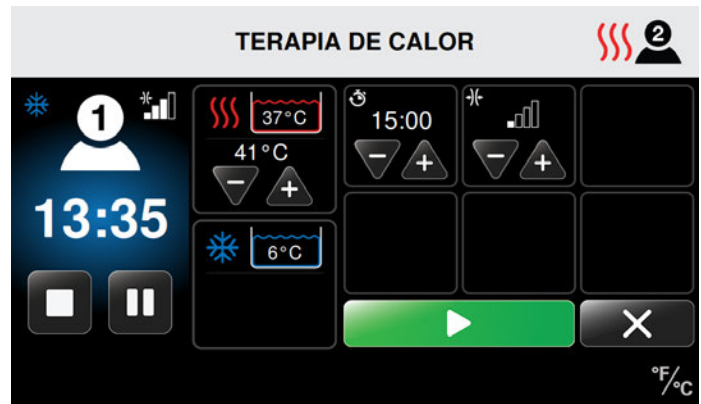 TERAPIA DE CALOR
2
1
13:35
37°C
41°C
6°C
15:00
°F/°C